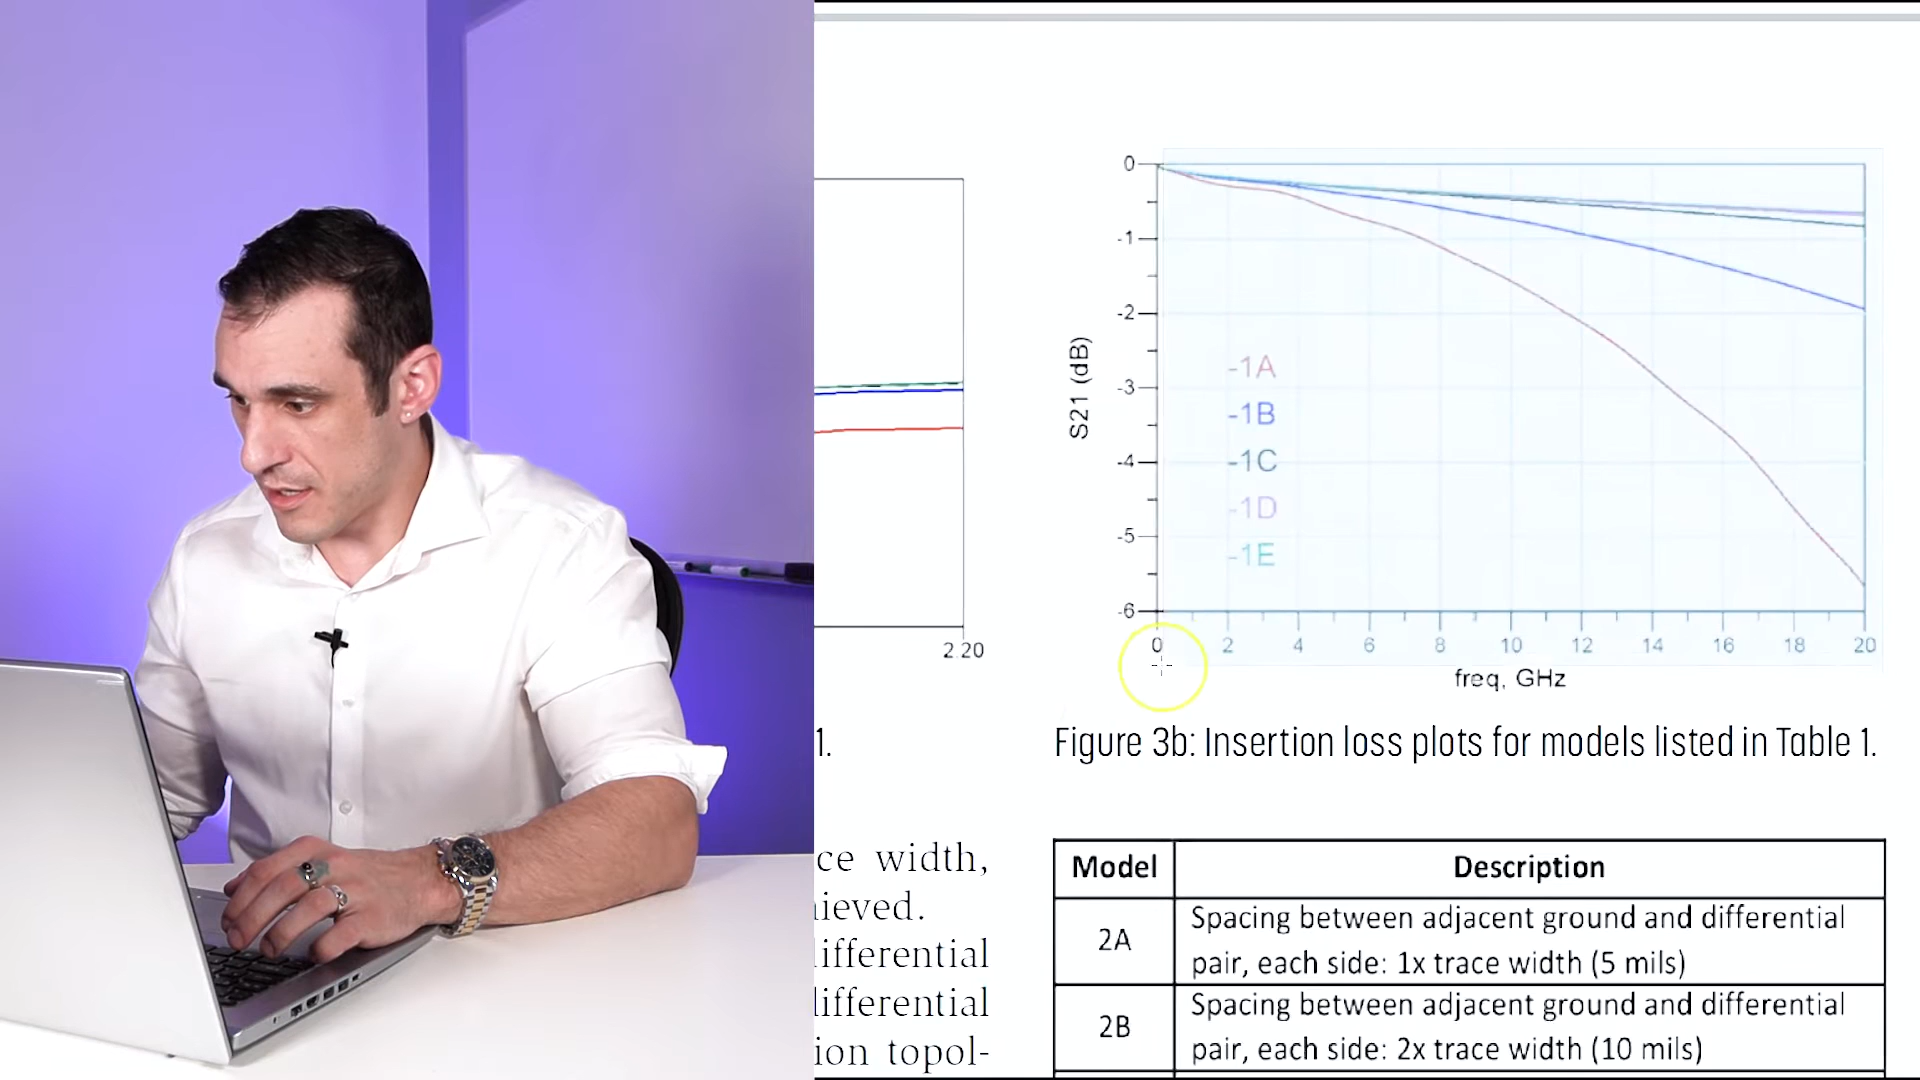 2.20
1.
ce width,
hieved.
differential
differential
ion topol-
0
-1
-2
-3
-4
-5
-6
S21 (dB)
-1A
-1B
-1C
-1D
-1E
0 2 4 6 8 10 12 14 16 18 20
freq, GHz
Figure 3b: Insertion loss plots for models listed in Table 1.
Model Description
2A Spacing between adjacent ground and differential
pair, each side: 1x trace width (5 mils)
2B Spacing between adjacent ground and differential
pair, each side: 2x trace width (10 mils)